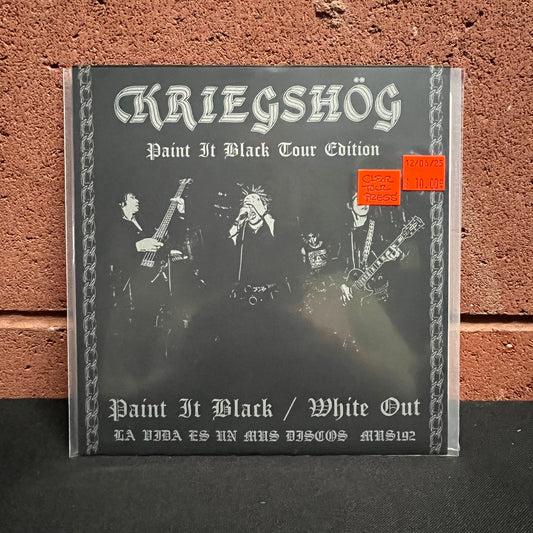 KRIEGSHÖG
Paint It Black Tour Edition
12/06/25
$ 10.00
Paint It Black / White Out
LA VIDA ES UN MUS DISCOS MUS192